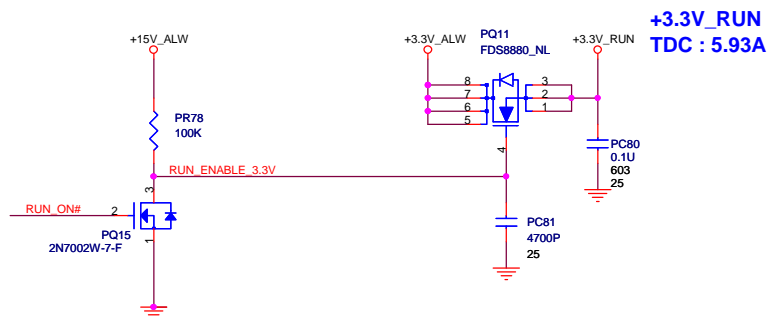 +3.3V_RUN
TDC : 5.93A
+15V_ALW
+3.3V_ALW
PQ11
FDS8880_NL
+3.3V_RUN
8
7
6
5
3
2
1
4
PR78
100K
PC80
0.1U
603
25
RUN_ENABLE_3.3V
RUN_ON#
2
3
1
PQ15
2N7002W-7-F
PC81
4700P
25